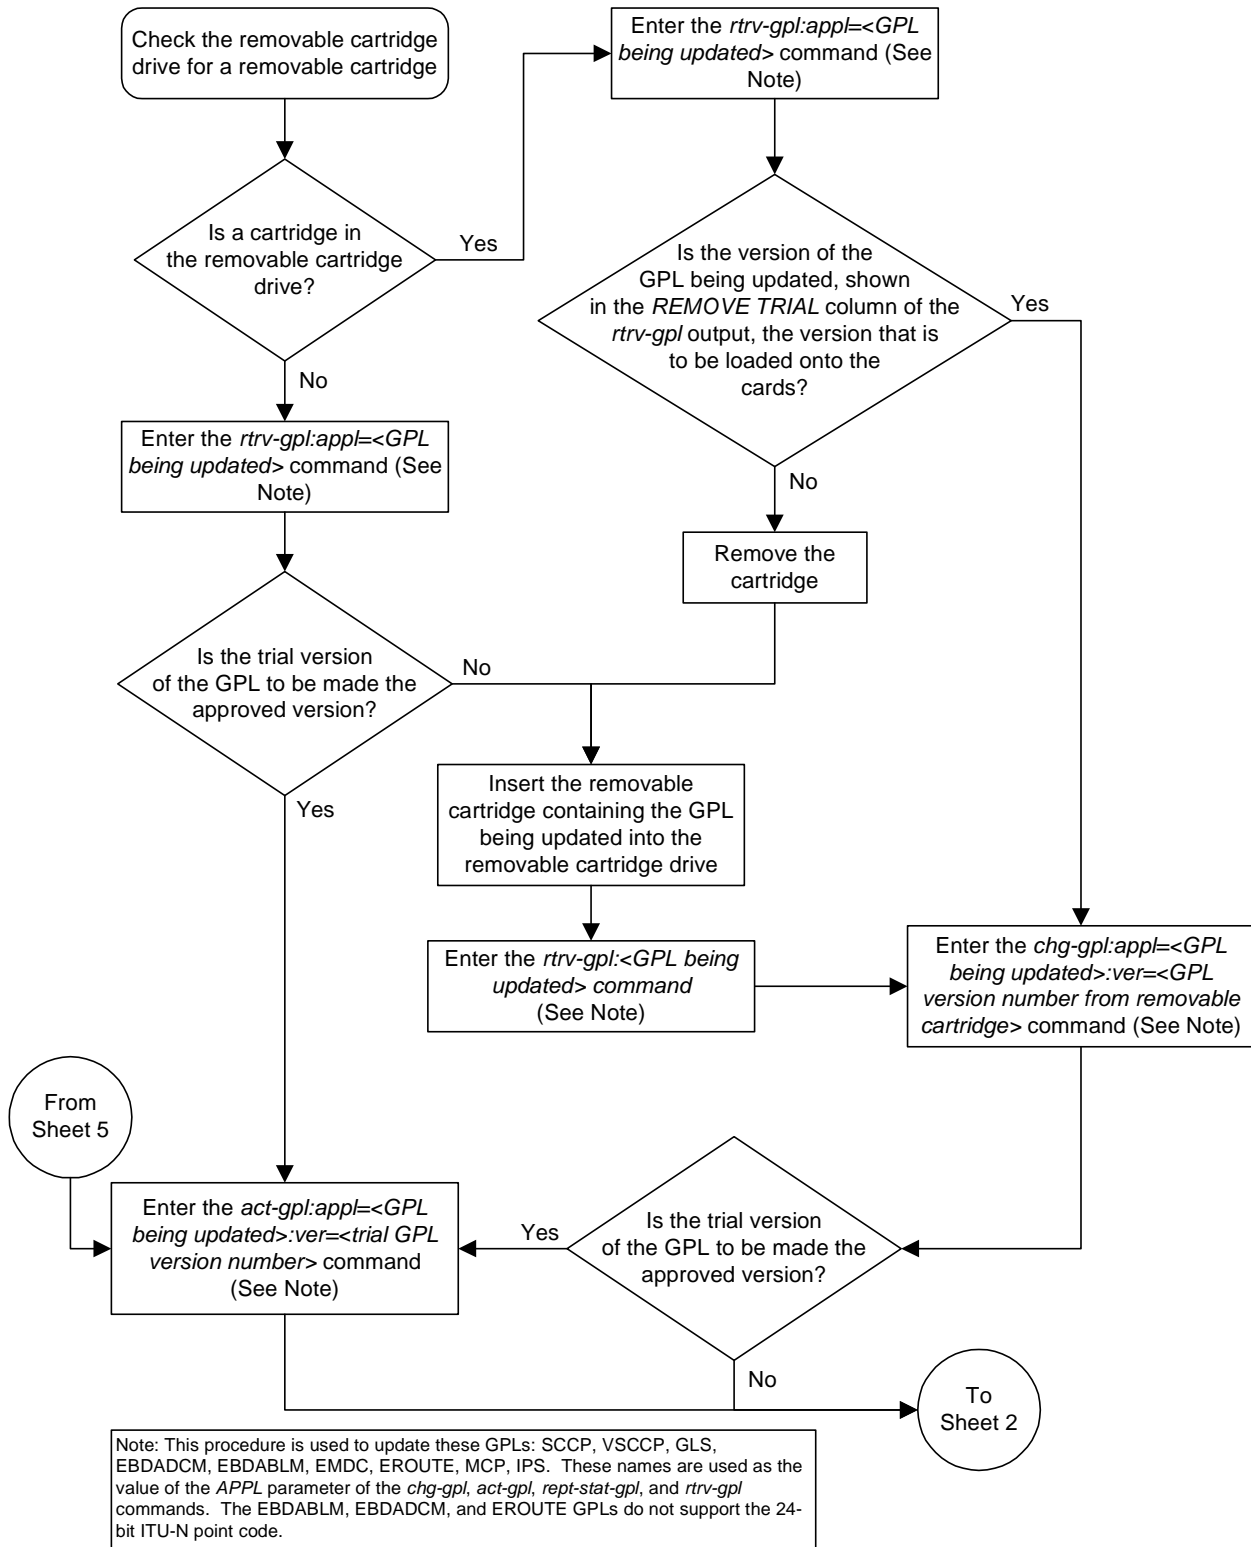 Check the removable cartridge
drive for a removable cartridge
Enter the rtrv-gpl:appl=<GPL
being updated> command (See
Note)
Is a cartridge in
the removable cartridge
drive?
Yes
No
Is the version of the
GPL being updated, shown
in the REMOVE TRIAL column of the
rtrv-gpl output, the version that is
to be loaded onto the
cards?
Yes
No
Enter the rtrv-gpl:appl=<GPL
being updated> command (See
Note)
Remove the
cartridge
Is the trial version
of the GPL to be made the
approved version?
No
Yes
Insert the removable
cartridge containing the GPL
being updated into the
removable cartridge drive
Enter the rtrv-gpl:<GPL being
updated> command
(See Note)
Enter the chg-gpl:appl=<GPL
being updated>:ver=<GPL
version number from removable
cartridge> command (See Note)
From
Sheet 5
Enter the act-gpl:appl=<GPL
being updated>:ver=<trial GPL
version number> command
(See Note)
Yes
Is the trial version
of the GPL to be made the
approved version?
No
To
Sheet 2
Note: This procedure is used to update these GPLs: SCCP, VSCCP, GLS,
EBDADCM, EBDABLM, EMDC, EROUTE, MCP, IPS. These names are used as the
value of the APPL parameter of the chg-gpl, act-gpl, rept-stat-gpl, and rtrv-gpl
commands. The EBDABLM, EBDADCM, and EROUTE GPLs do not support the 24-
bit ITU-N point code.